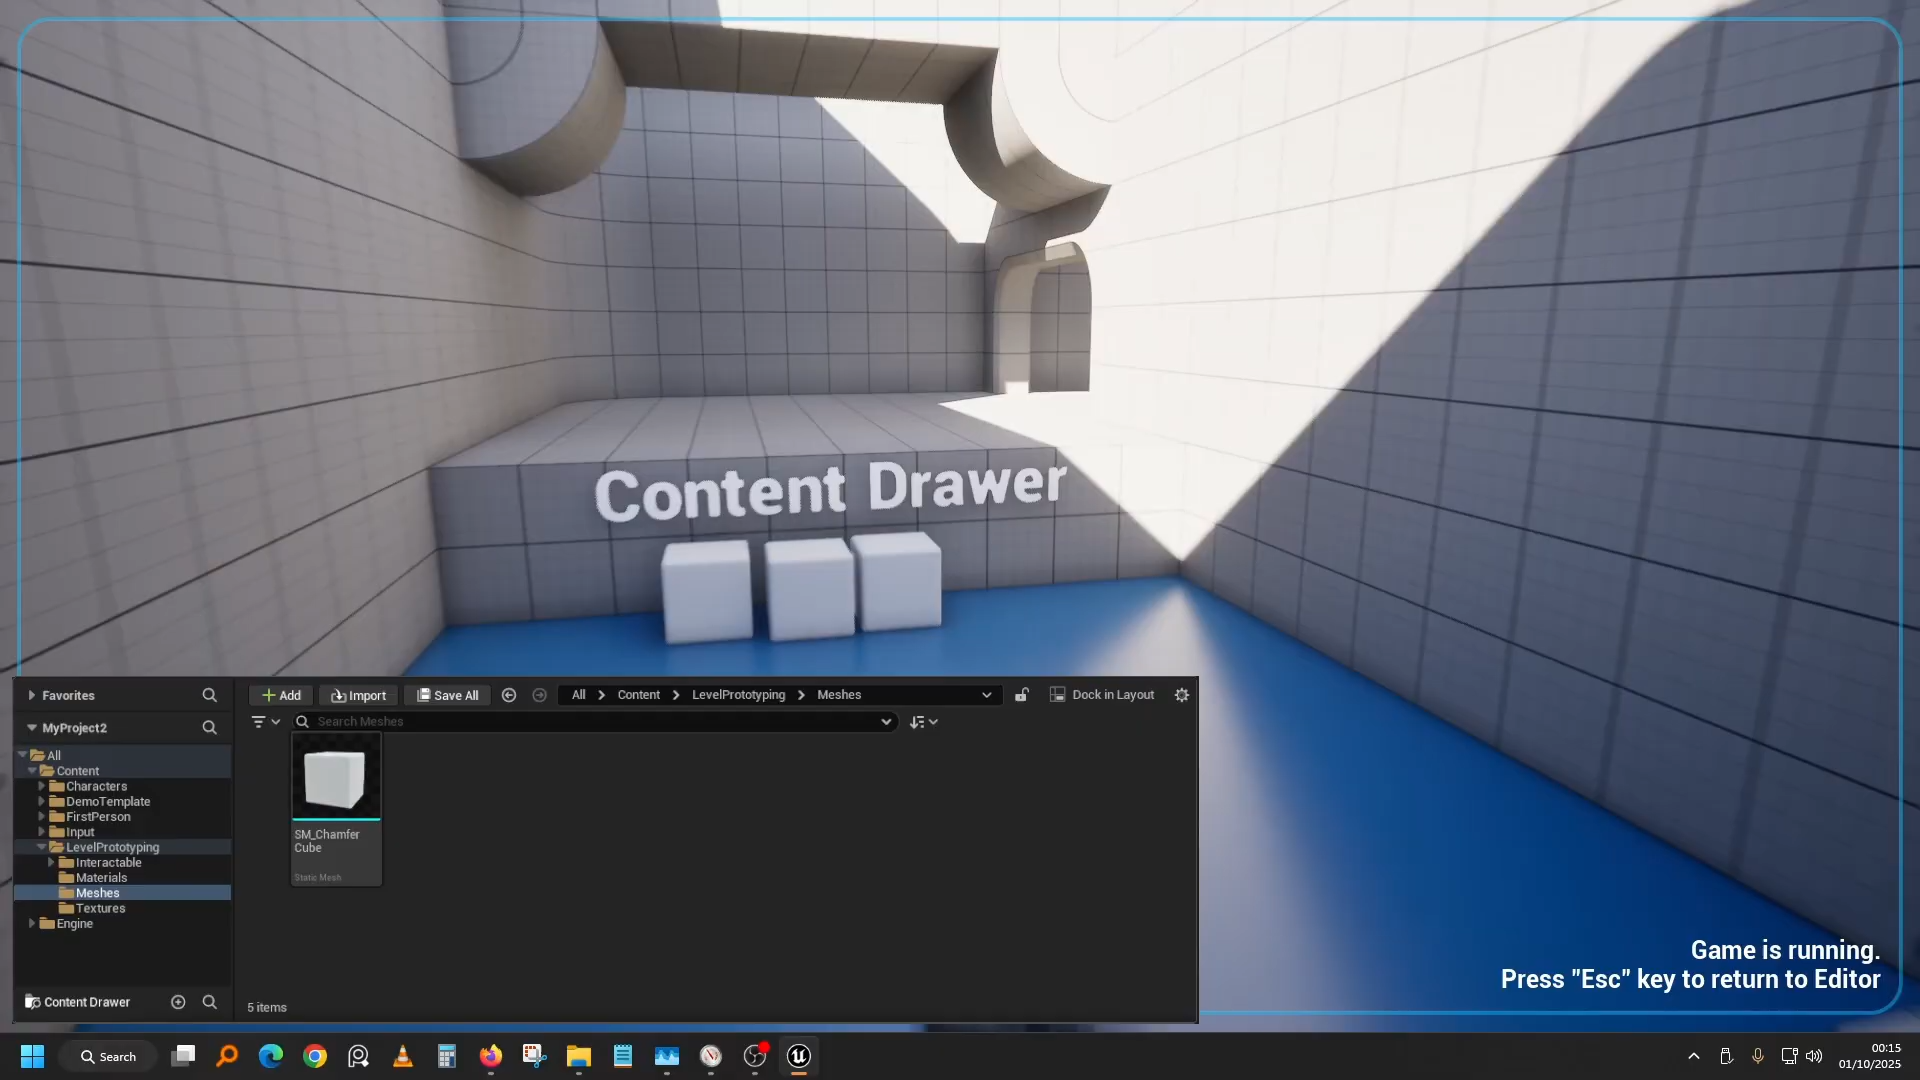 Content Drawer
Favorites
MyProject2
All
Content
Characters
DemoTemplate
FirstPerson
Input
LevelPrototyping
Interactable
Materials
Meshes
Textures
Engine
Content Drawer
Add
Import
Save All
All > Content > LevelPrototyping > Meshes
Dock in Layout
Search Meshes
SM_Chamfer
Cube
Static Mesh
5 items
Game is running.
Press "Esc" key to return to Editor
Search
00:15
01/10/2025